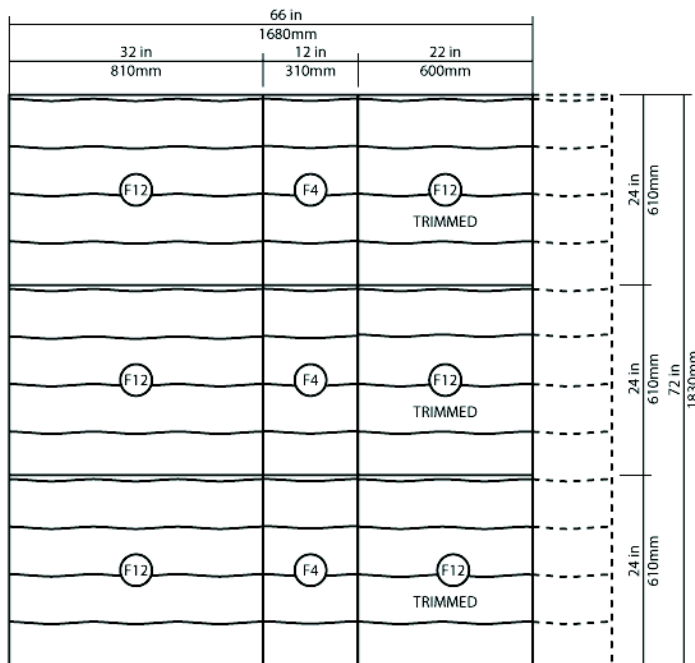 66 in
1680mm
32 in 12 in 22 in
810mm 310mm 600mm
F12 F4 F12
TRIMMED
24 in
610mm
F12 F4 F12
TRIMMED
24 in
610mm
72 in
1830mm
F12 F4 F12
TRIMMED
24 in
610mm